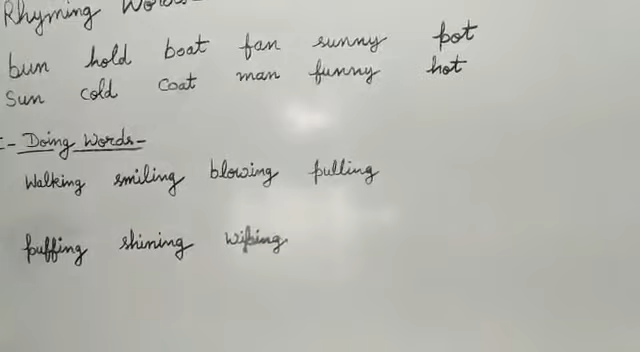 Rhyming Words-
bun hold boat fan sunny pot
Sun cold coat man funny hot
:- Doing Words-
Walking smiling blowing pulling
puffing shining wiping